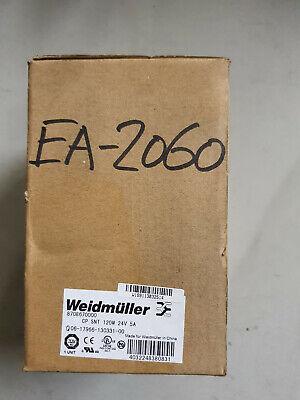 EA-2060
Weidmüller
8708670000
CP SNT 120W 24V 5A
Q06-17966-130331-00
Made for Weidmüller in China
1 UNIT
4032248380831